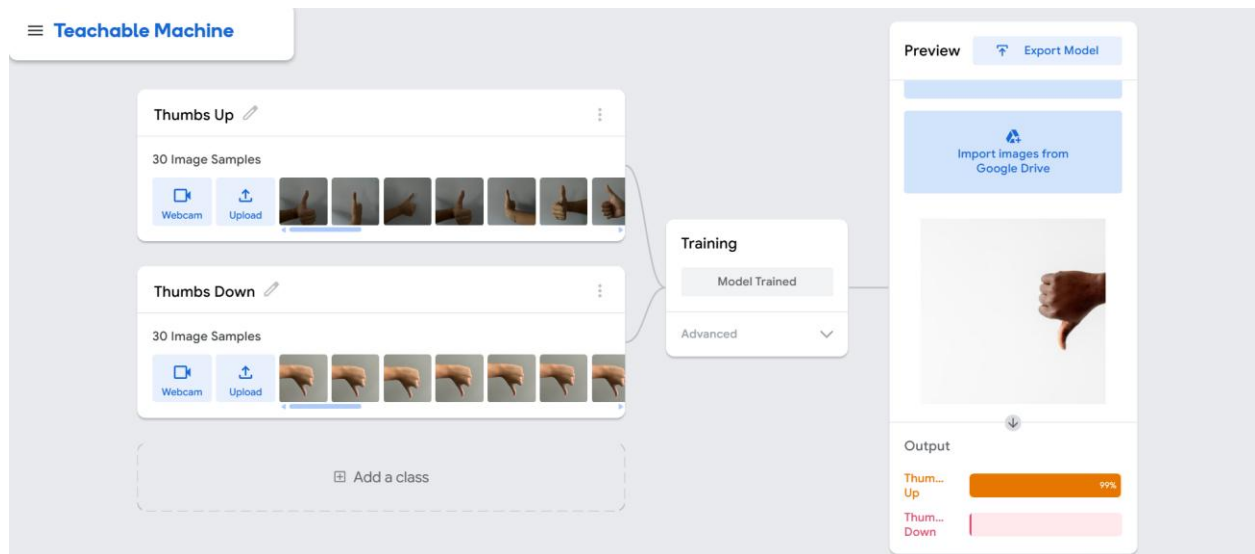 Teachable Machine
Thumbs Up
30 Image Samples
Webcam
Upload
Thumbs Down
30 Image Samples
Webcam
Upload
Add a class
Training
Model Trained
Advanced
Preview
Export Model
Import images from
Google Drive
Output
Thum...
Up
99%
Thum...
Down